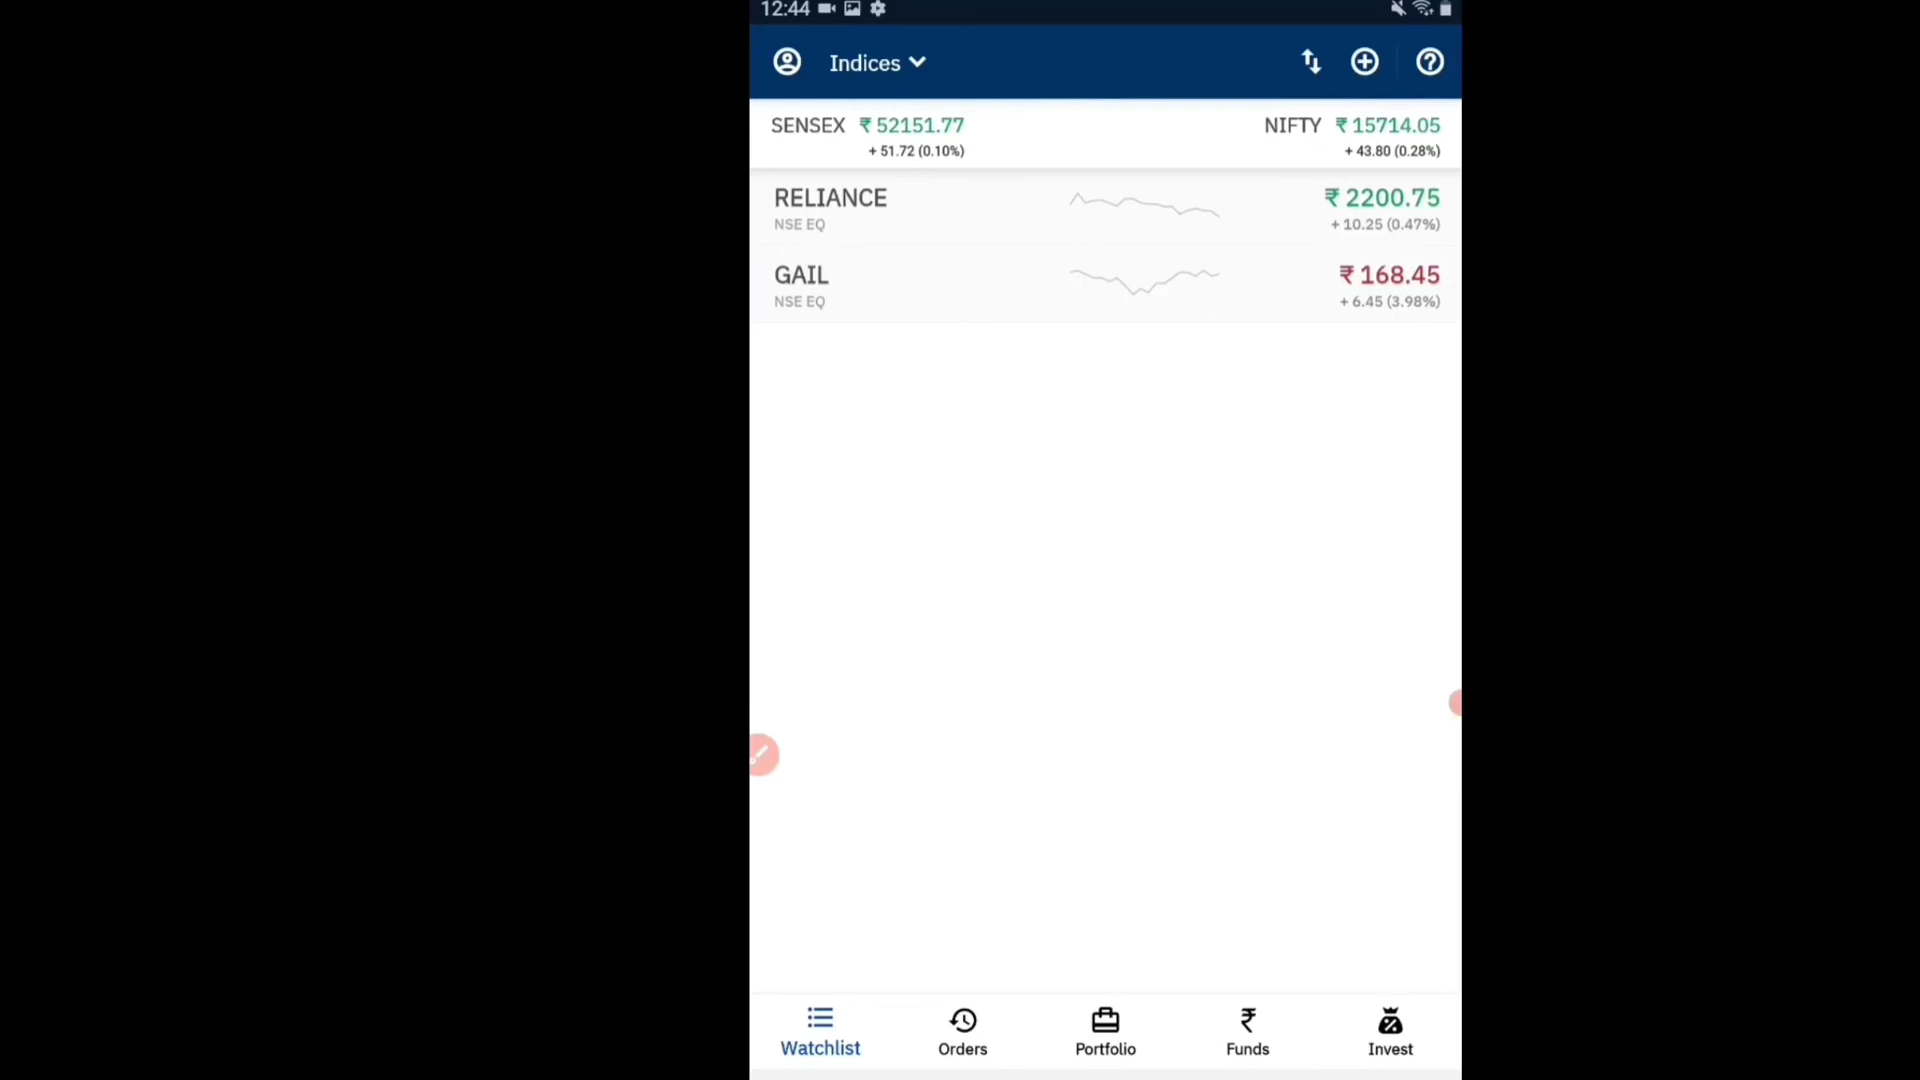 12:44
Indices
SENSEX ₹ 52151.77
+ 51.72 (0.10%)
NIFTY ₹ 15714.05
+ 43.80 (0.28%)
RELIANCE ₹ 2200.75
NSE EQ + 10.25 (0.47%)
GAIL ₹ 168.45
NSE EQ + 6.45 (3.98%)
Watchlist Orders Portfolio Funds Invest